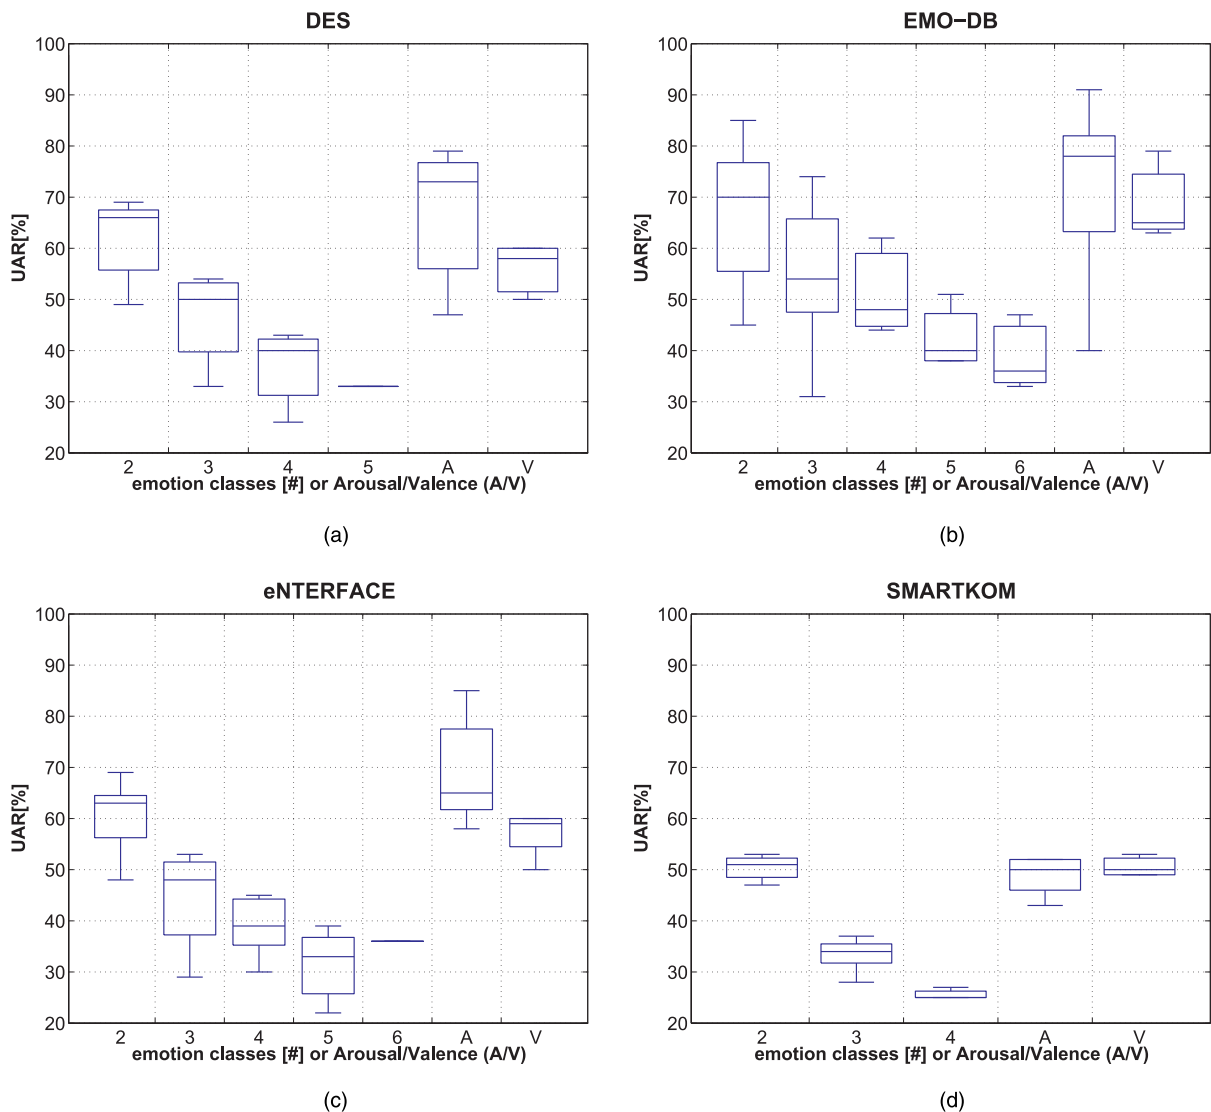 DES
100
90
80
70
60
50
40
30
20
UAR[%]
2 3 4 5 A V
emotion classes [#] or Arousal/Valence (A/V)
(a)
EMO−DB
100
90
80
70
60
50
40
30
20
UAR[%]
2 3 4 5 6 A V
emotion classes [#] or Arousal/Valence (A/V)
(b)
eNTERFACE
100
90
80
70
60
50
40
30
20
UAR[%]
2 3 4 5 6 A V
emotion classes [#] or Arousal/Valence (A/V)
(c)
SMARTKOM
100
90
80
70
60
50
40
30
20
UAR[%]
2 3 4 A V
emotion classes [#] or Arousal/Valence (A/V)
(d)